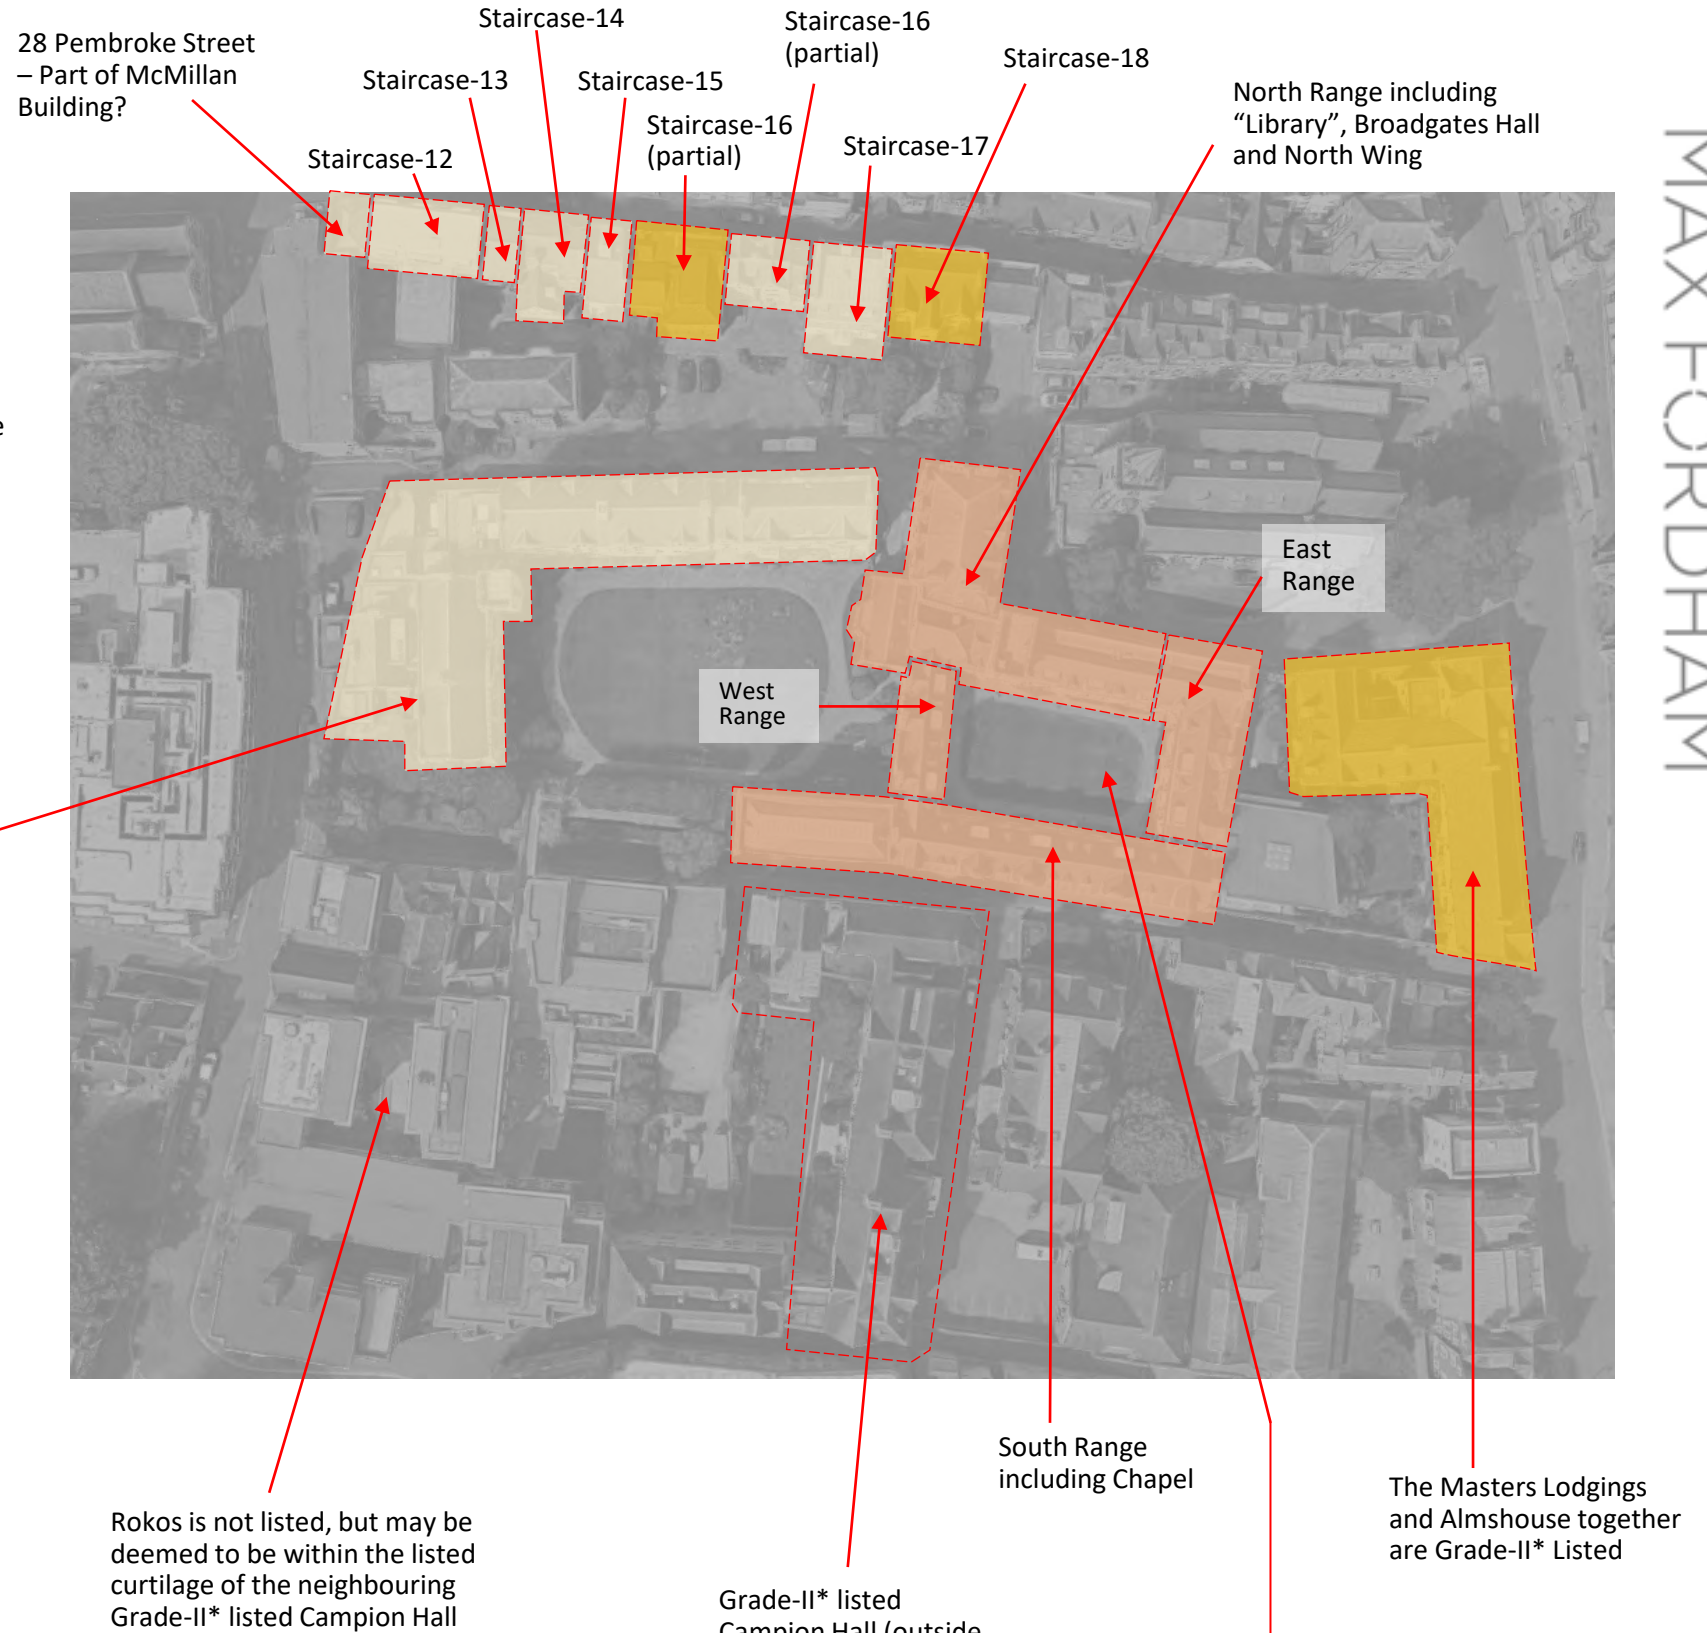 Staircase-14
Staircase-16
(partial)
28 Pembroke Street
– Part of McMillan
Building?
Staircase-13
Staircase-15
Staircase-18
North Range including
“Library”, Broadgates Hall
and North Wing
Staircase-16
(partial)
Staircase-12
Staircase-17
MAX FORDHAM
e
East
Range
West
Range
South Range
including Chapel
The Masters Lodgings
and Almshouse together
are Grade-II* Listed
Rokos is not listed, but may be
deemed to be within the listed
curtilage of the neighbouring
Grade-II* listed Campion Hall
Grade-II* listed
Campion Hall (outside